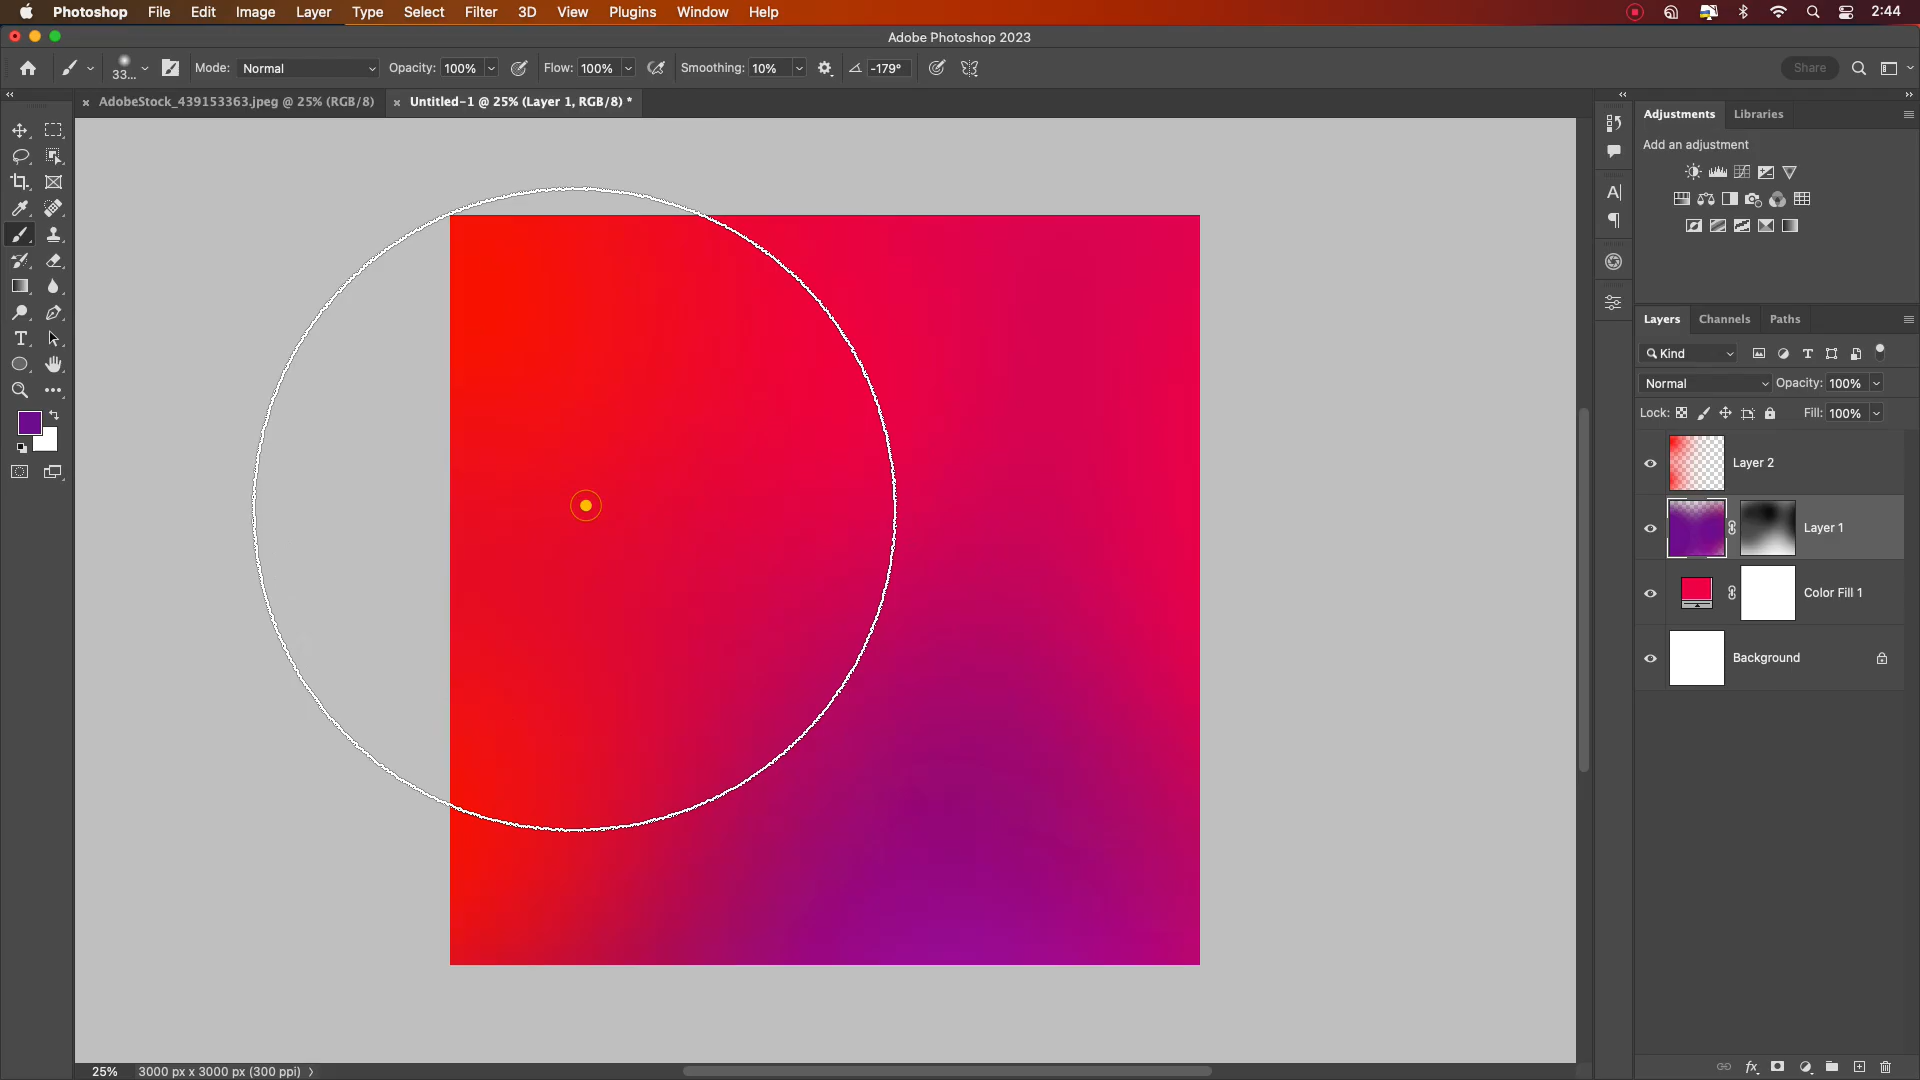 Photoshop File Edit Image Layer Type Select Filter 3D View Plugins Window Help 2:44
Adobe Photoshop 2023
33... Mode: Normal Opacity: 100% Flow: 100% Smoothing: 10% -179° Share
AdobeStock_439153363.jpeg @ 25% (RGB/8) Untitled-1 @ 25% (Layer 1, RGB/8) *
Adjustments Libraries
Add an adjustment
Layers Channels Paths
Kind
Normal Opacity: 100%
Lock: Fill: 100%
Layer 2
Layer 1
Color Fill 1
Background
25% 3000 px x 3000 px (300 ppi)